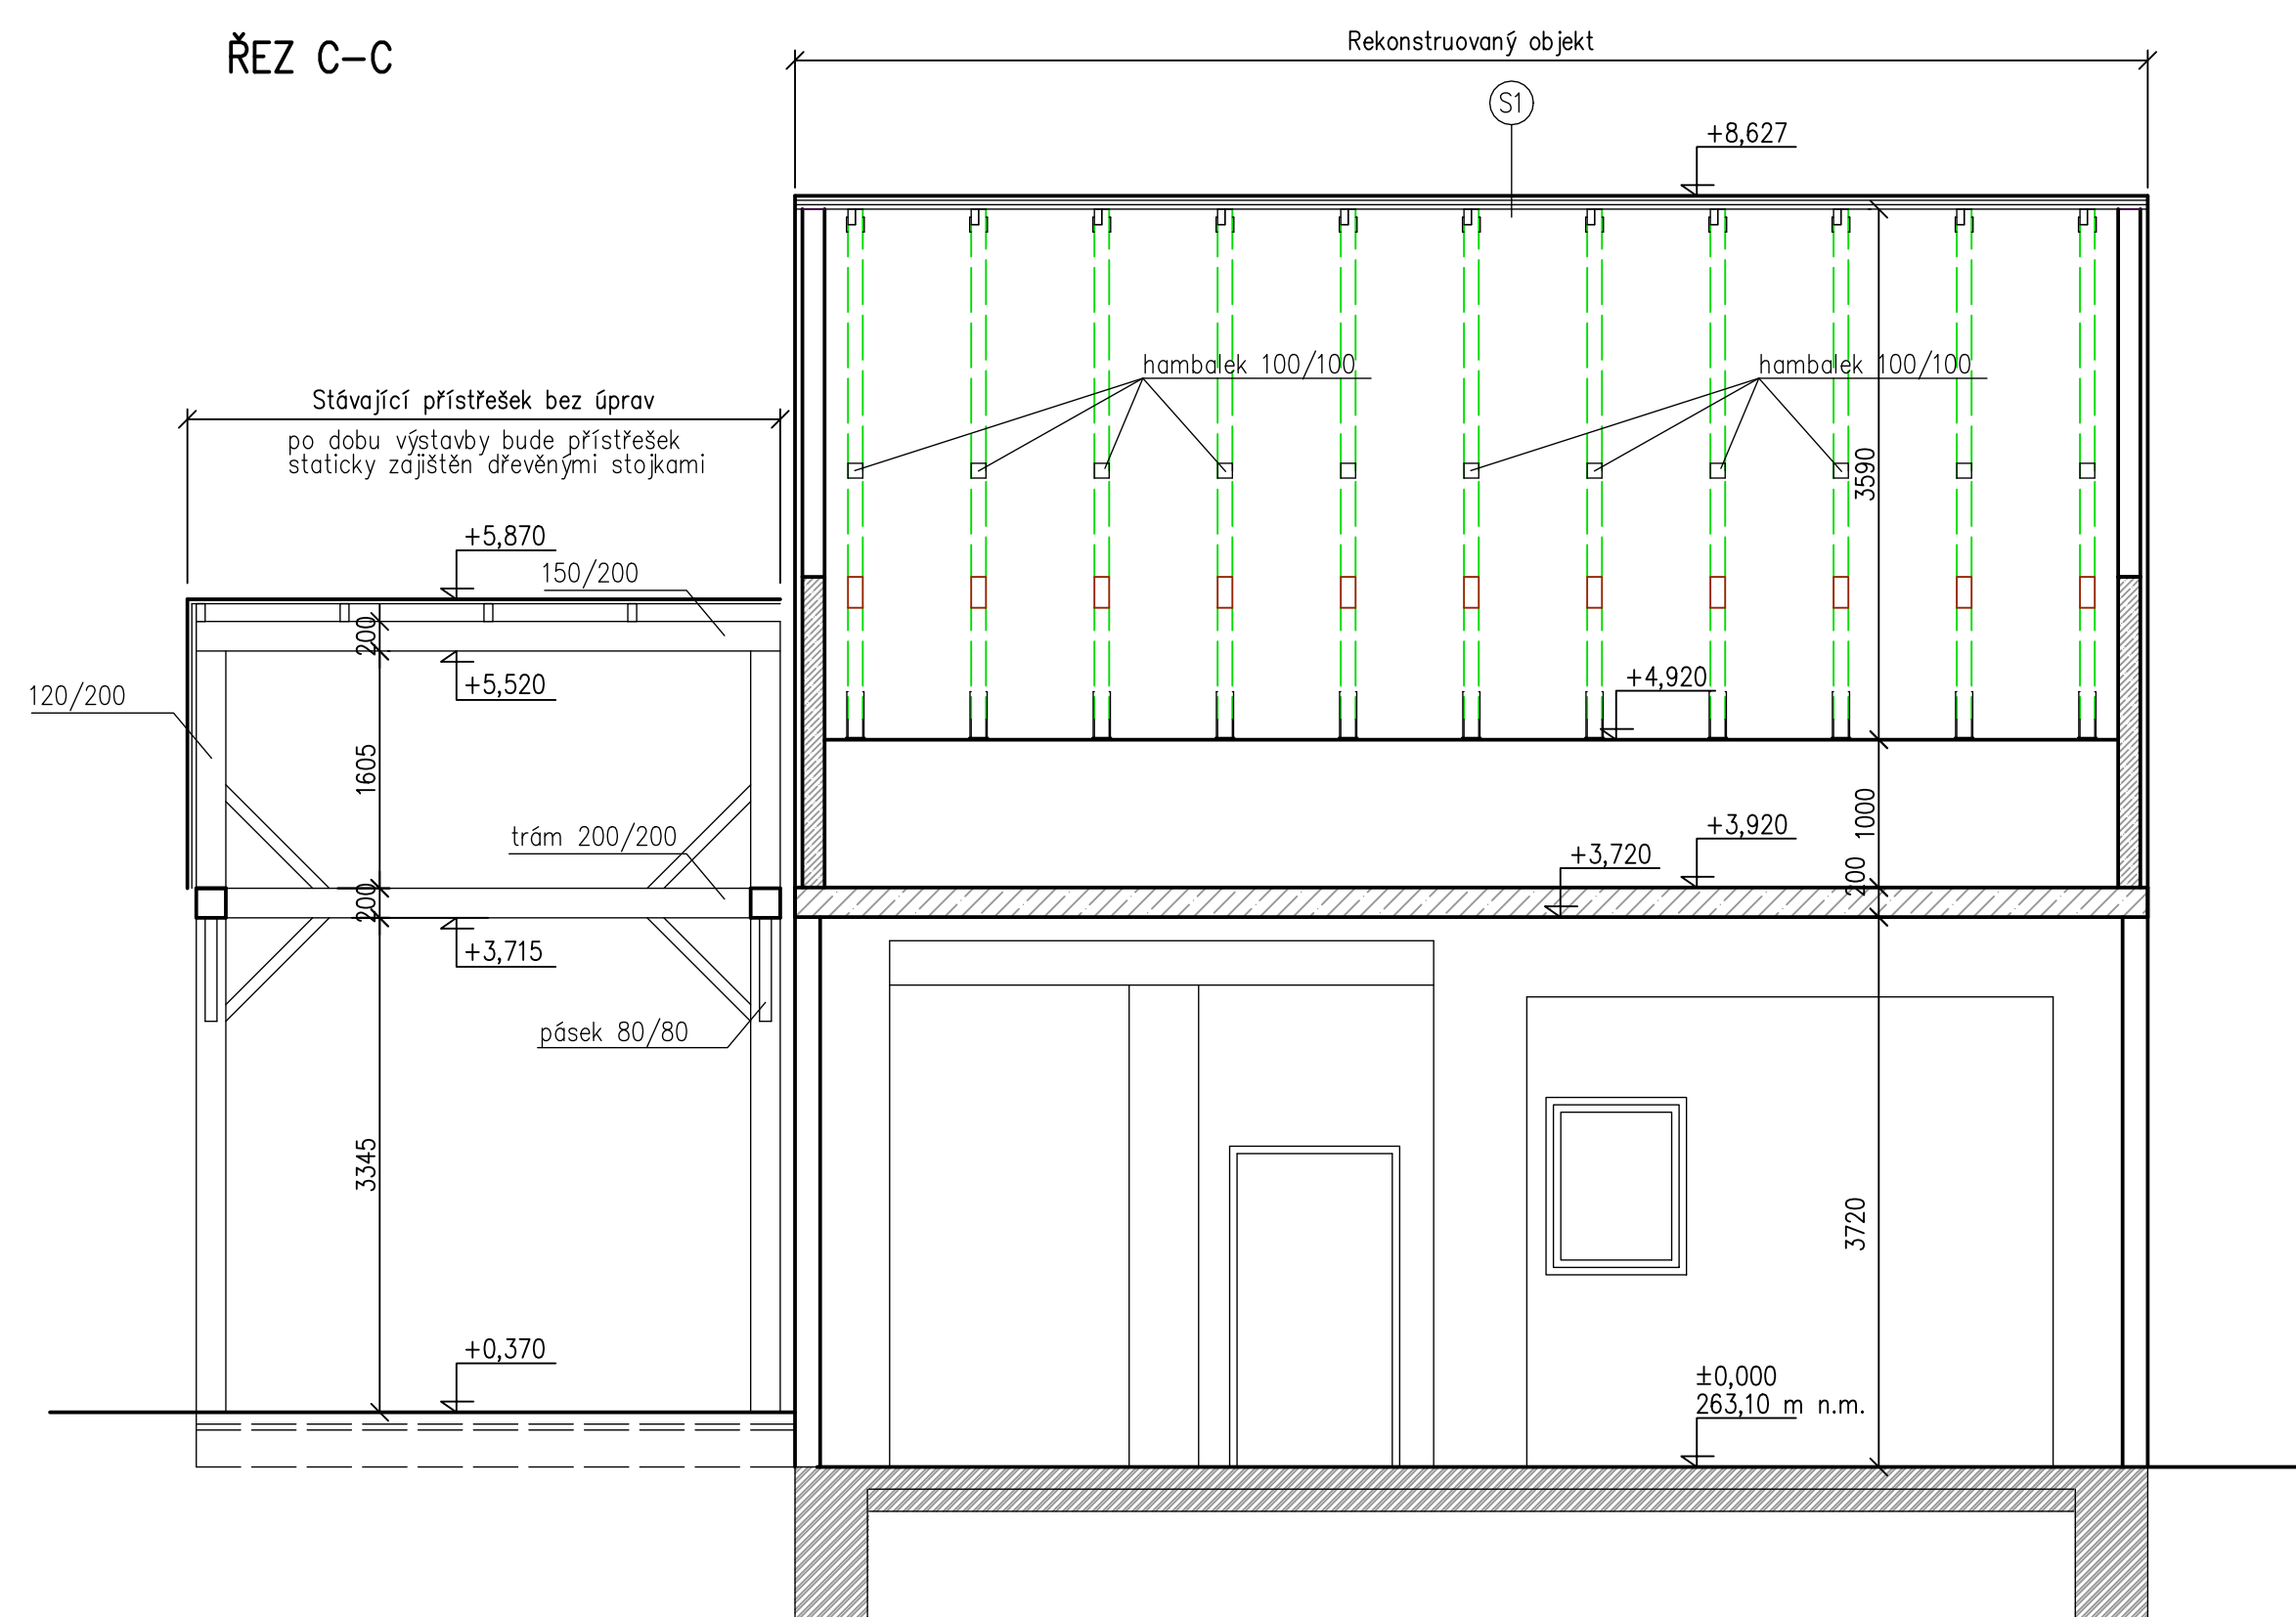 ŘEZ C-C
Rekonstruovaný objekt
S1
+8,627
hambalek 100/100
hambalek 100/100
Stávající přístřešek bez úprav
po dobu výstavby bude přístřešek
staticky zajištěn dřevěnými stojkami
3590
+5,870
150/200
200
+5,520
120/200
+4,920
1605
trám 200/200
1000
+3,920
+3,720
200
200
+3,715
pásek 80/80
3345
3720
+0,370
±0,000
263,10 m n.m.